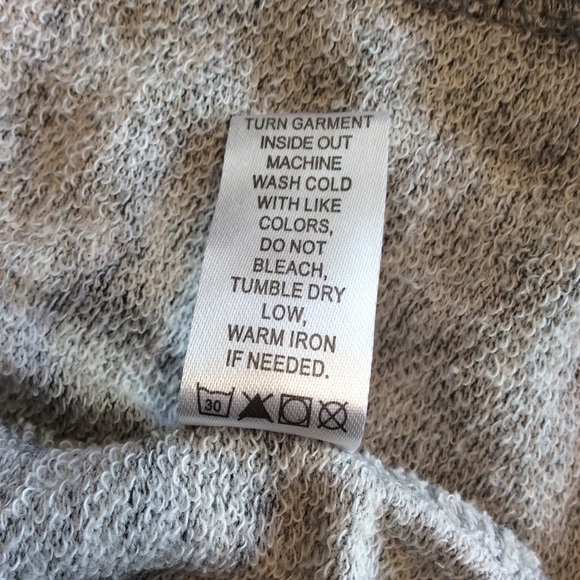 TURN GARMENT
INSIDE OUT
MACHINE
WASH COLD
WITH LIKE
COLORS,
DO NOT
BLEACH,
TUMBLE DRY
LOW,
WARM IRON
IF NEEDED.
30